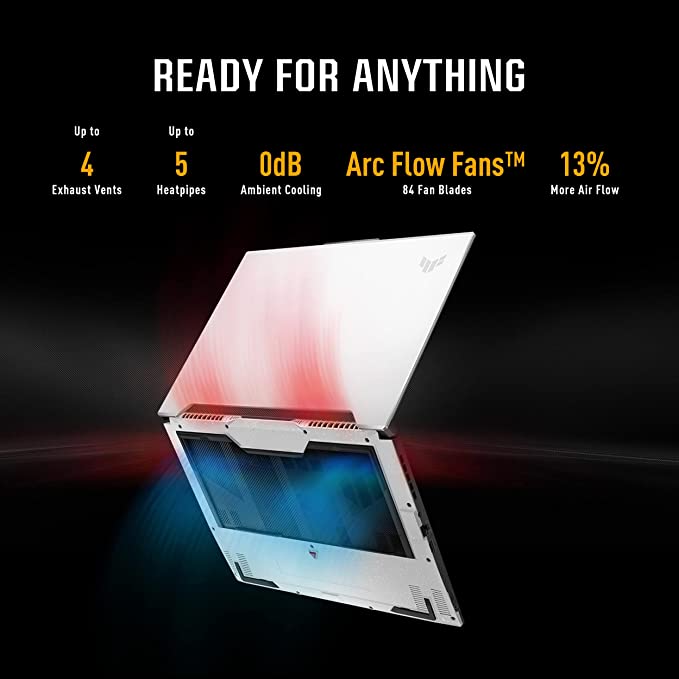 READY FOR ANYTHING
Up to
4
Exhaust Vents
Up to
5
Heatpipes
0dB
Ambient Cooling
Arc Flow Fans™
84 Fan Blades
13%
More Air Flow